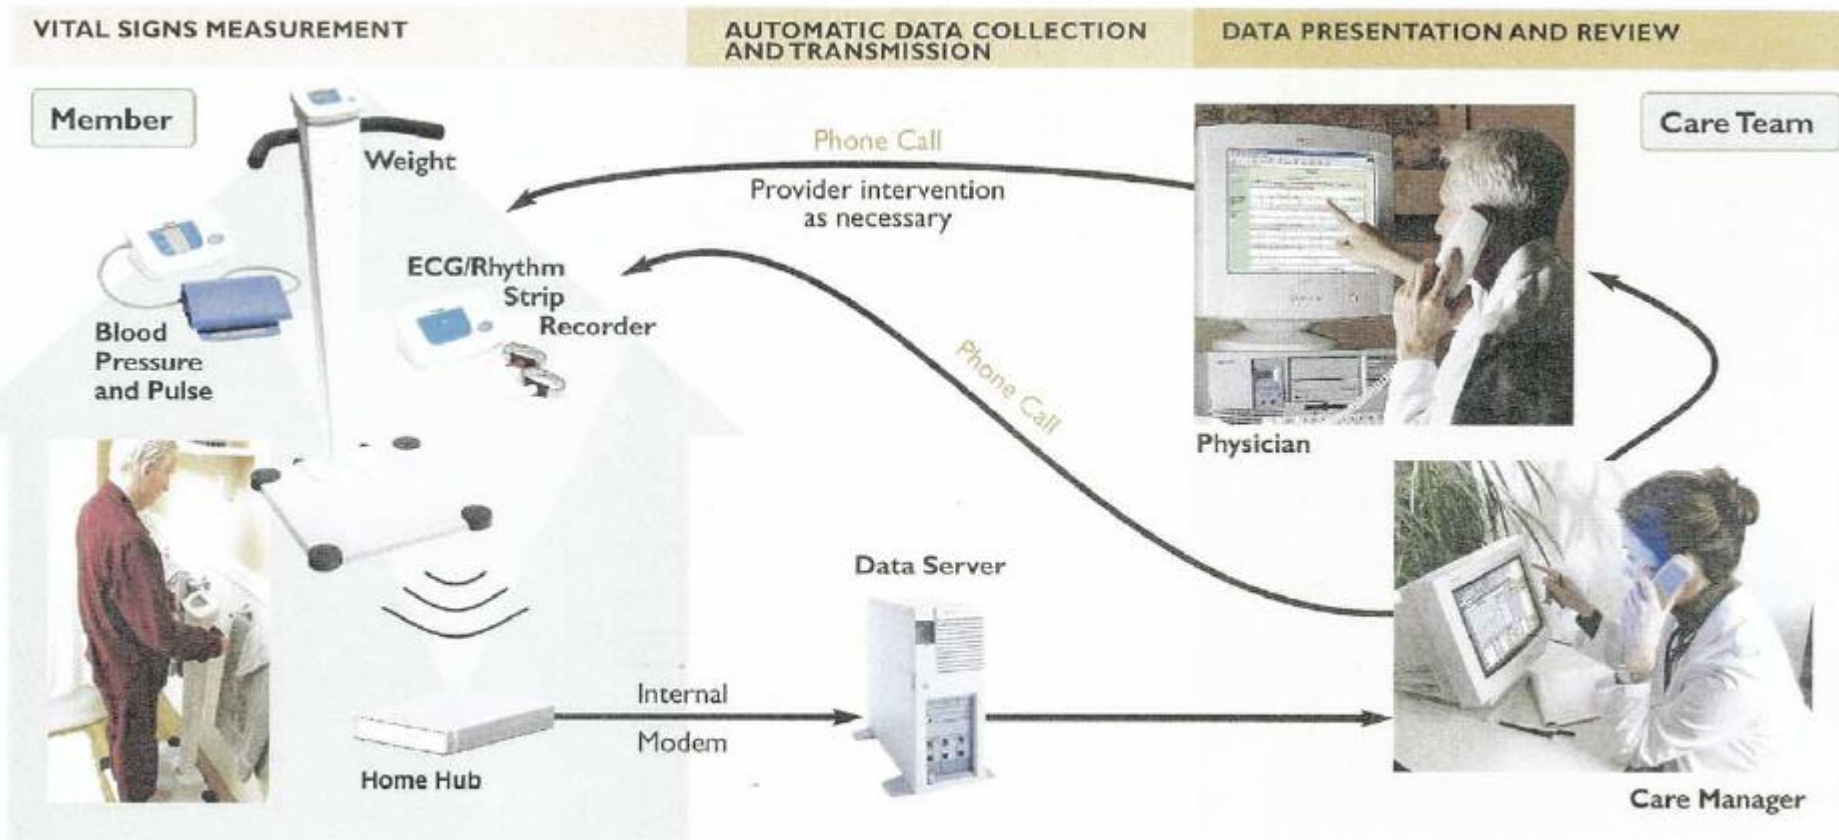 VITAL SIGNS MEASUREMENT
AUTOMATIC DATA COLLECTION
AND TRANSMISSION
DATA PRESENTATION AND REVIEW
Member
Care Team
Weight
Phone Call
Provider intervention
as necessary
ECG/Rhythm
Strip
Recorder
Blood
Pressure
and Pulse
Phone Call
Physician
Data Server
Internal
Modem
Home Hub
Care Manager